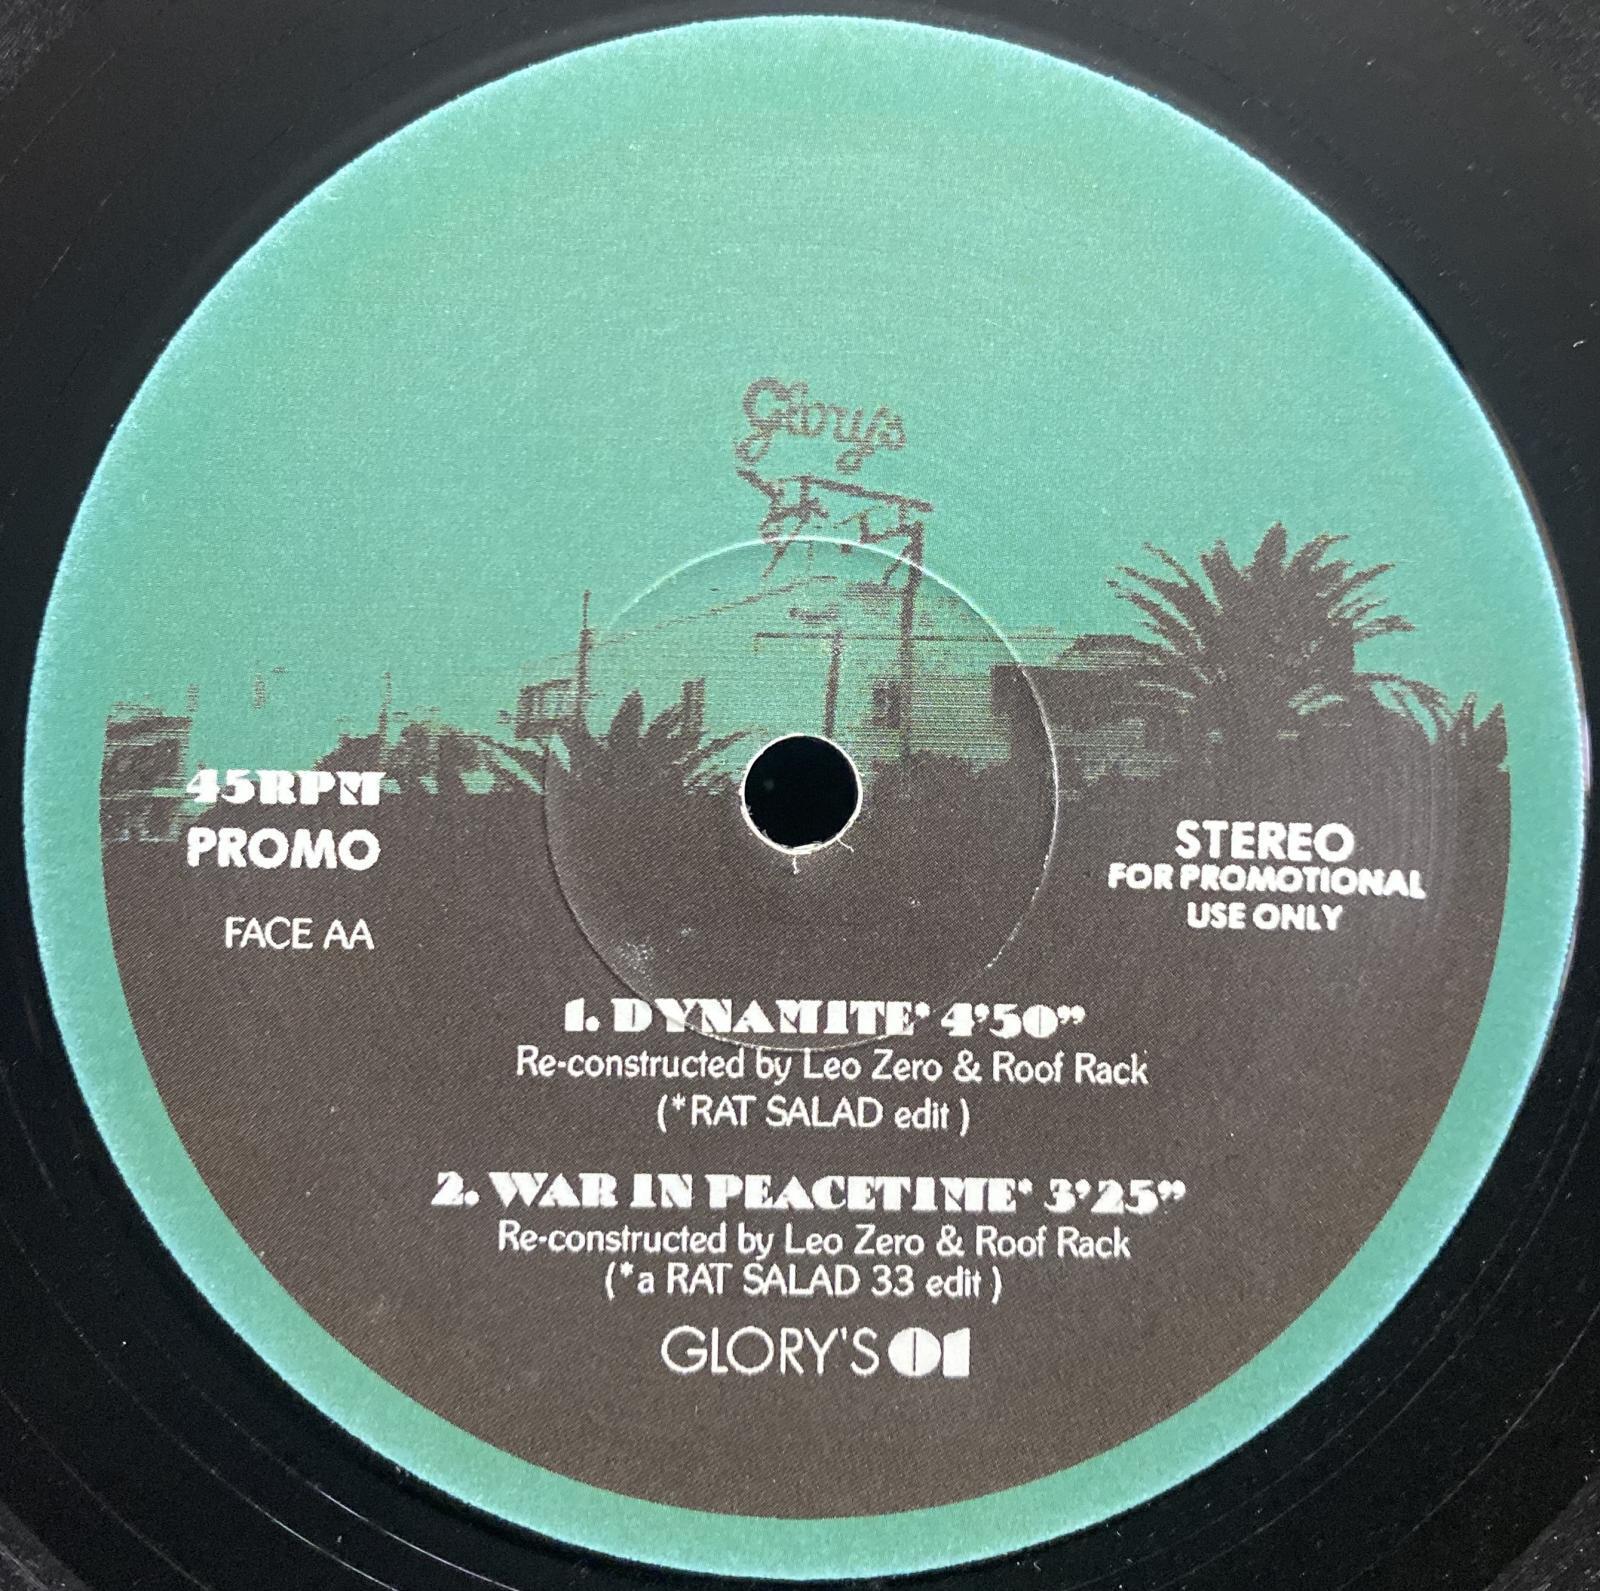 Glory's
45RPM
PROMO
FACE AA
STEREO
FOR PROMOTIONAL
USE ONLY
1. DYNAMITE* 4'50”
Re-constructed by Leo Zero & Roof Rack
(*RAT SALAD edit )
2. WAR IN PEACETIME* 3'25”
Re-constructed by Leo Zero & Roof Rack
(*a RAT SALAD 33 edit )
GLORY'S 01